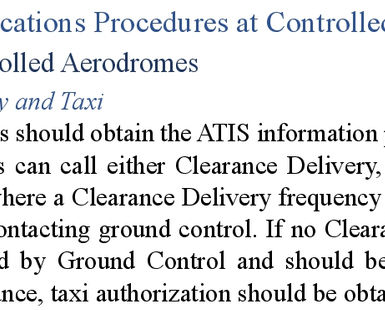 cations Procedures at Controlle
olled Aerodromes
y and Taxi
s should obtain the ATIS information
s can call either Clearance Delivery,
where a Clearance Delivery frequency
ontacting ground control. If no Cleara
d by Ground Control and should be
nce, taxi authorization should be obta